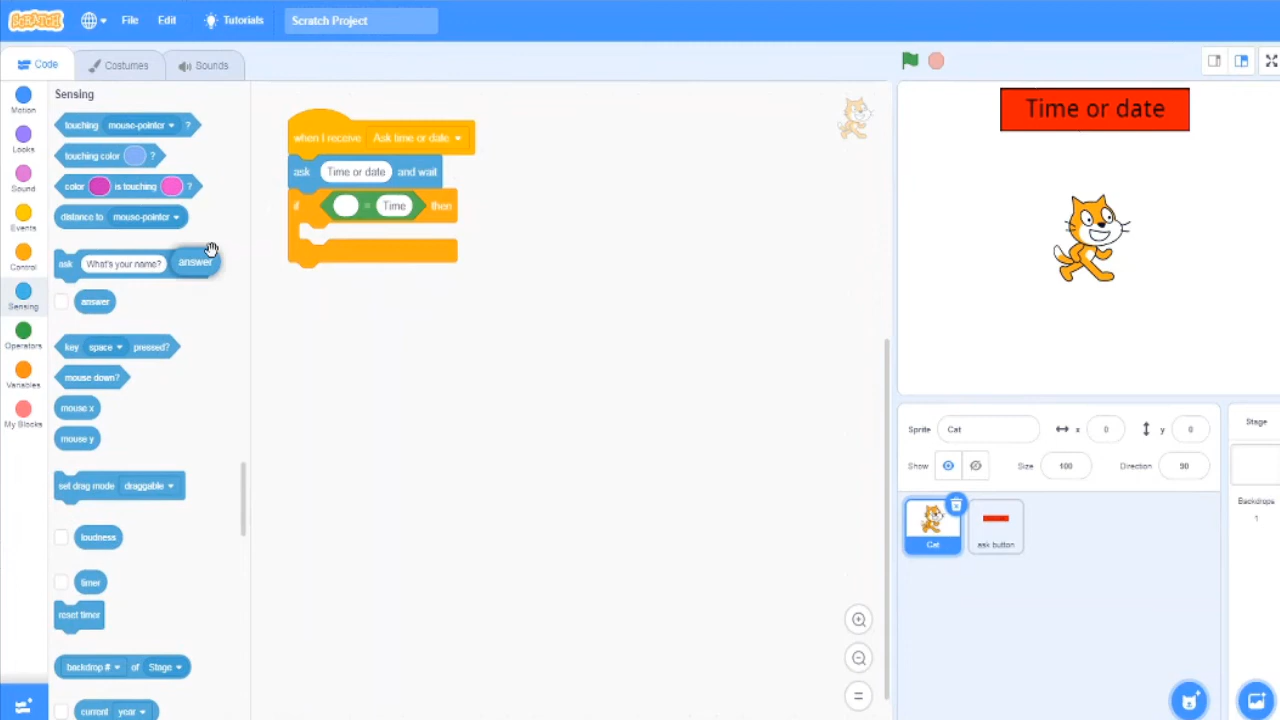 SCRATCH File Edit Tutorials Scratch Project
Code Costumes Sounds
Motion
Looks
Sound
Events
Control
Sensing
Operators
Variables
My Blocks
Sensing
touching mouse-pointer ?
touching color ?
color is touching ?
distance to mouse-pointer
ask What's your name? answer
answer
key space pressed?
mouse down?
mouse x
mouse y
set drag mode draggable
loudness
timer
reset timer
backdrop # of Stage
current year
when I receive Ask time or date
ask Time or date and wait
if = Time then
Time or date
Sprite Cat x 0 y 0
Show Size 100 Direction 90
Cat
ask button
Stage
Backdrops
1